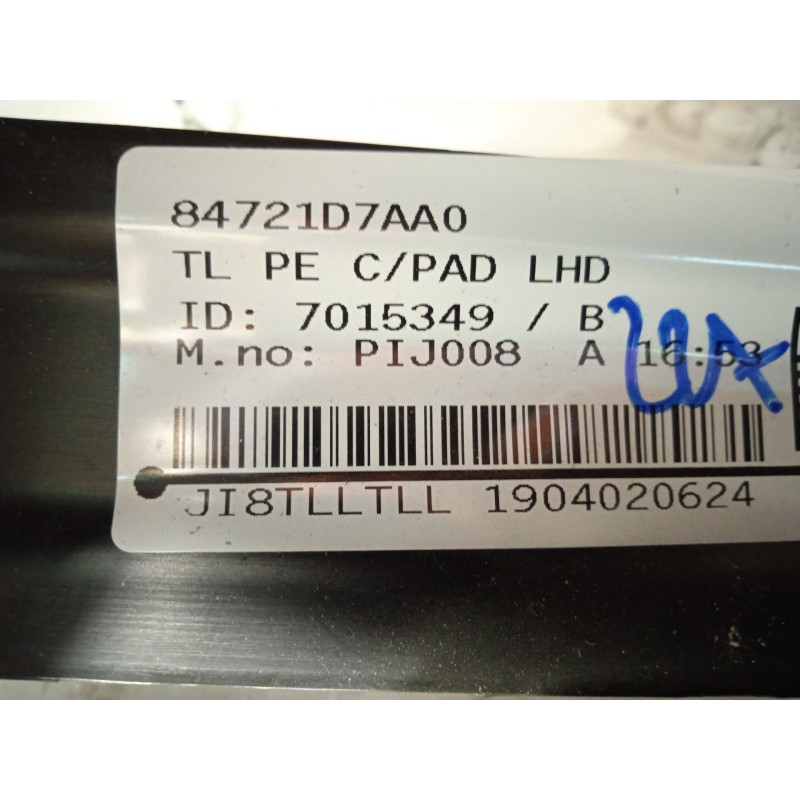 84721D7AA0
TL PE C/PAD LHD
ID: 7015349 / B
M.no: PIJ008 A 16:53
JI8TLLTLL 1904020624